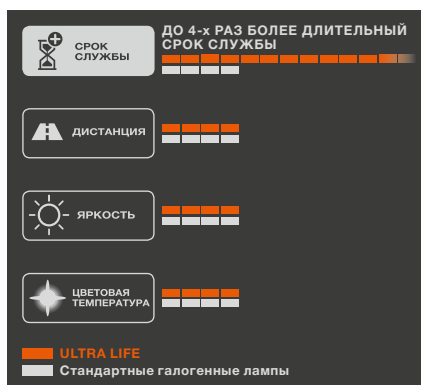 ДО 4-х РАЗ БОЛЕЕ ДЛИТЕЛЬНЫЙ
СРОК СЛУЖБЫ
СРОК
СЛУЖБЫ
ДИСТАНЦИЯ
ЯРКОСТЬ
ЦВЕТОВАЯ
ТЕМПЕРАТУРА
ULTRA LIFE
Стандартные галогенные лампы